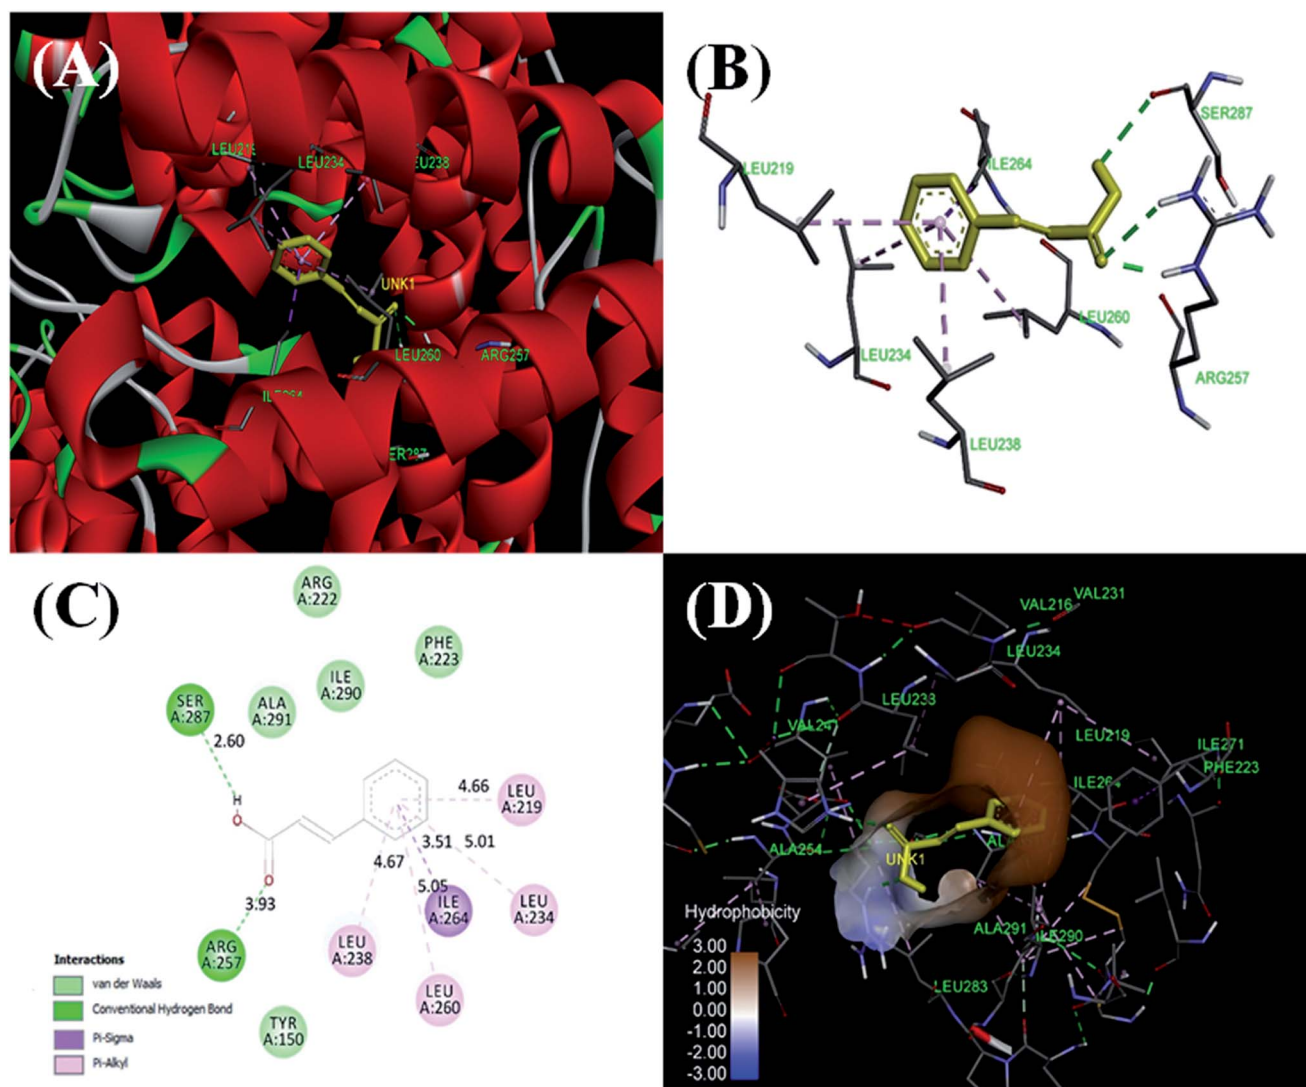 (A)
LEU234
UNK1
LEU260
ARG257
(B)
SER287
LEU219
ILE264
LEU260
LEU234
ARG257
LEU238
(C)
ARG
A:222
PHE
A:223
ILE
A:290
SER
A:287
ALA
A:291
2.60
H
O
O
4.66
LEU
A:219
3.51
5.01
4.67
5.05
ILE
A:264
LEU
A:234
3.93
ARG
A:257
LEU
A:238
LEU
A:260
TYR
A:150
Interactions
van der Waals
Conventional Hydrogen Bond
Pi-Sigma
Pi-Alkyl
(D)
VAL216
VAL231
LEU234
LEU233
LEU219
ILE271
PHE223
ALA254
UNK1
ALA291
ILE290
LEU283
Hydrophobicity
3.00
2.00
1.00
0.00
-1.00
-2.00
-3.00